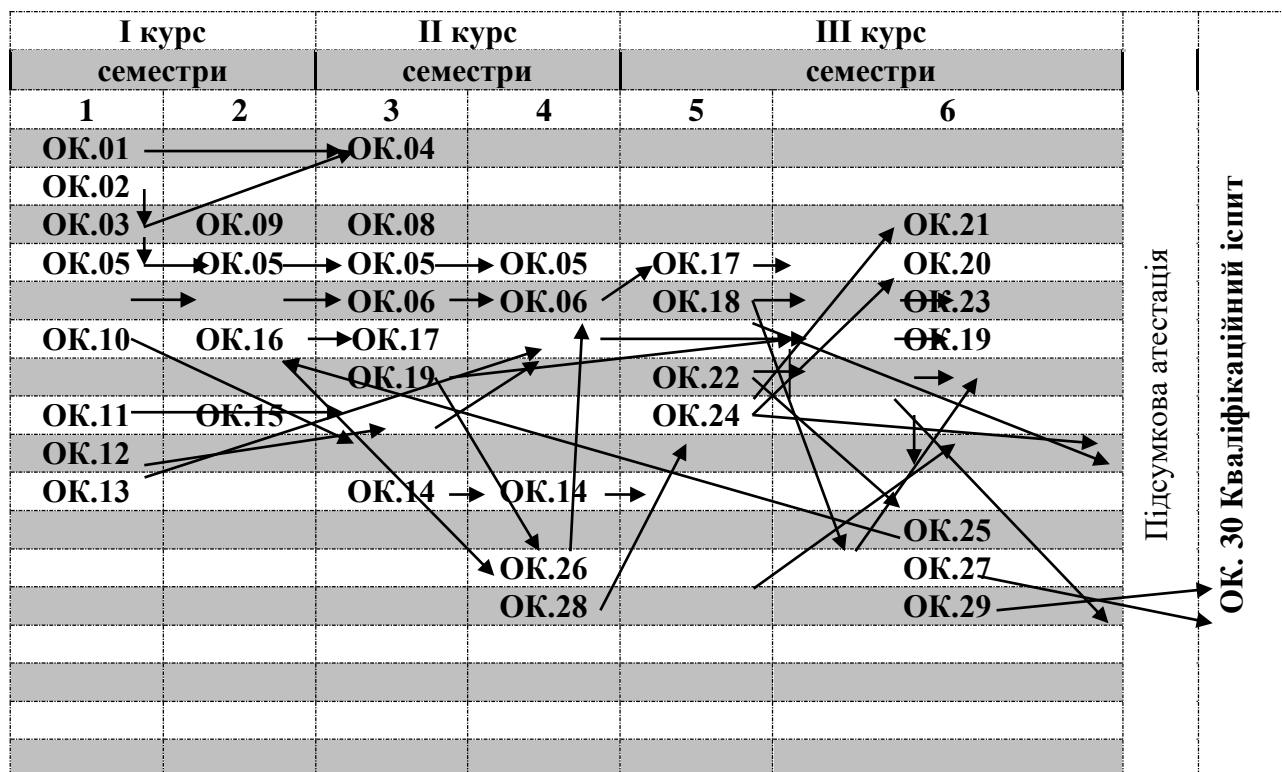 І курс ІІ курс ІІІ курс
семестри семестри семестри
1 2 3 4 5 6
ОК.01 ОК.04
ОК.02
ОК.03 ОК.09 ОК.08 ОК.21
ОК.05 ОК.05 ОК.05 ОК.05 ОК.17 ОК.20
ОК.06 ОК.06 ОК.18 ОК.23
ОК.10 ОК.16 ОК.17 ОК.19
ОК.19 ОК.22
ОК.11 ОК.15 ОК.24
ОК.12
ОК.13 ОК.14 ОК.14
ОК.25
ОК.26 ОК.27
ОК.28 ОК.29
Підсумкова атестація
ОК. 30 Кваліфікаційний іспит